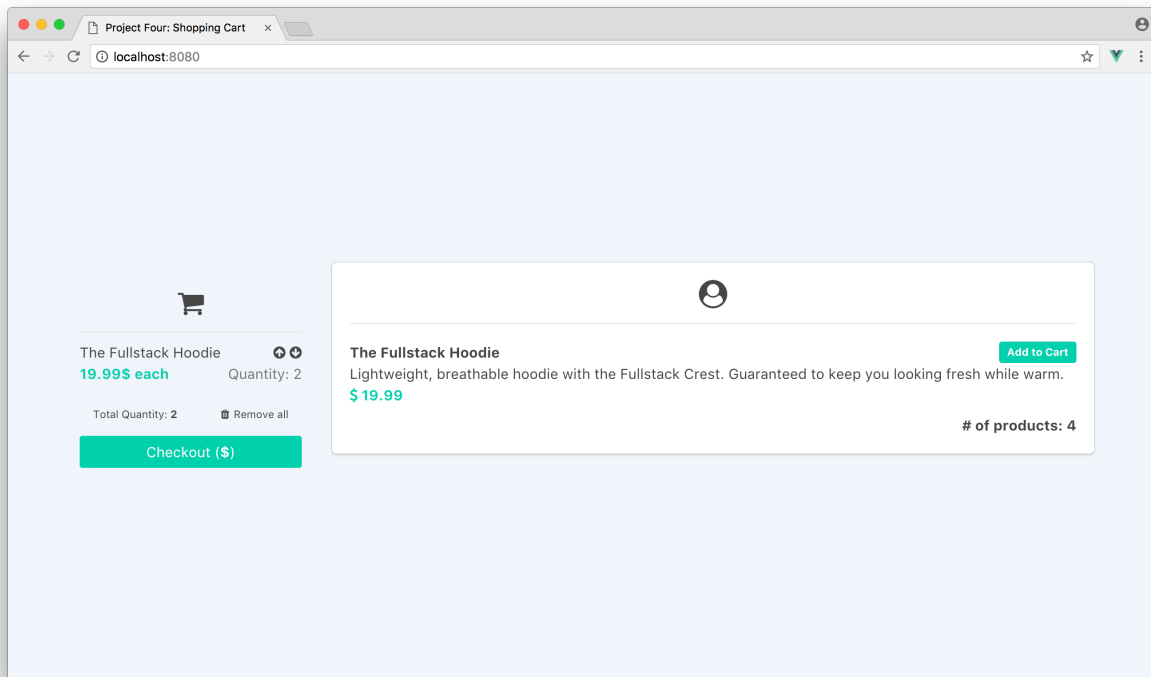 Project Four: Shopping Cart
localhost:8080
The Fullstack Hoodie
19.99$ each Quantity: 2
Total Quantity: 2 Remove all
Checkout ($)
The Fullstack Hoodie Add to Cart
Lightweight, breathable hoodie with the Fullstack Crest. Guaranteed to keep you looking fresh while warm.
$ 19.99
# of products: 4